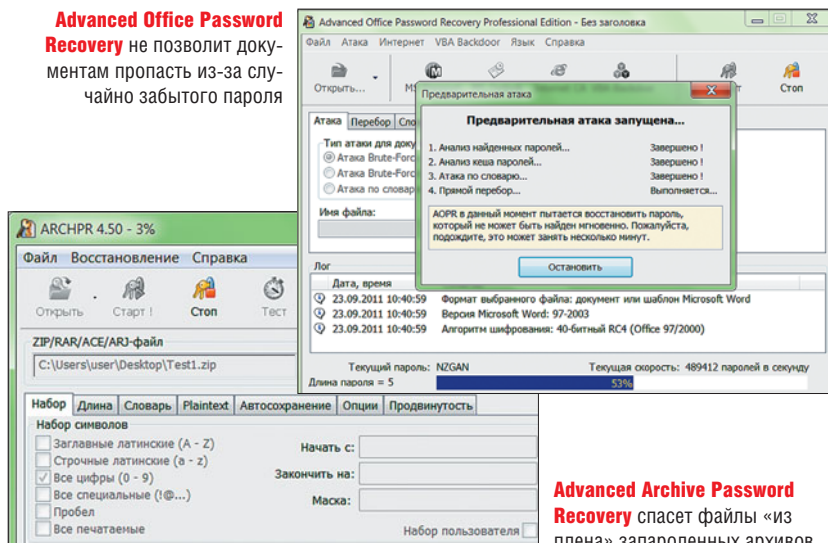 Advanced Office Password
Recovery не позволит доку-
ментам пропасть из-за слу-
чайно забытого пароля
Advanced Office Password Recovery Professional Edition - Без заголовка
Файл Атака Интернет VBA Backdoor Язык Справка
Открыть...
Стоп
Предварительная атака
Предварительная атака запущена...
1. Анализ найденных паролей... Завершено !
2. Анализ кеша паролей... Завершено !
3. Атака по словарю... Завершено !
4. Прямой перебор... Выполняется...
AOPR в данный момент пытается восстановить пароль,
который не может быть найден мгновенно. Пожалуйста,
подождите, это может занять несколько минут.
Остановить
Атака Перебор
Тип атаки для
Атака
Атака
Атака по
Имя файла:
Лог
Дата, время
23.09.2011 10:40:59 Формат выбранного файла: документ или шаблон Microsoft Word
23.09.2011 10:40:59 Версия Microsoft Word: 97-2003
23.09.2011 10:40:59 Алгоритм шифрования: 40-битный RC4 (Office 97/2000)
Текущий пароль: NZGAN Текущая скорость: 489412 паролей в секунду
Длина пароля = 5
53%
ARCHPR 4.50 - 3%
Файл Восстановление Справка
Открыть Старт ! Стоп Тест
ZIP/RAR/ACE/ARJ-файл
C:\Users\user\Desktop\Test1.zip
Набор Длина Словарь Plaintext Автосохранение Опции Продвинутость
Набор символов
Заглавные латинские (A - Z)
Строчные латинские (a - z)
Все цифры (0 - 9)
Все специальные (!@...)
Пробел
Все печатаемые
Начать с:
Закончить на:
Маска:
Набор пользователя
Advanced Archive Password
Recovery спасет файлы «из
плена» запароленных архивов